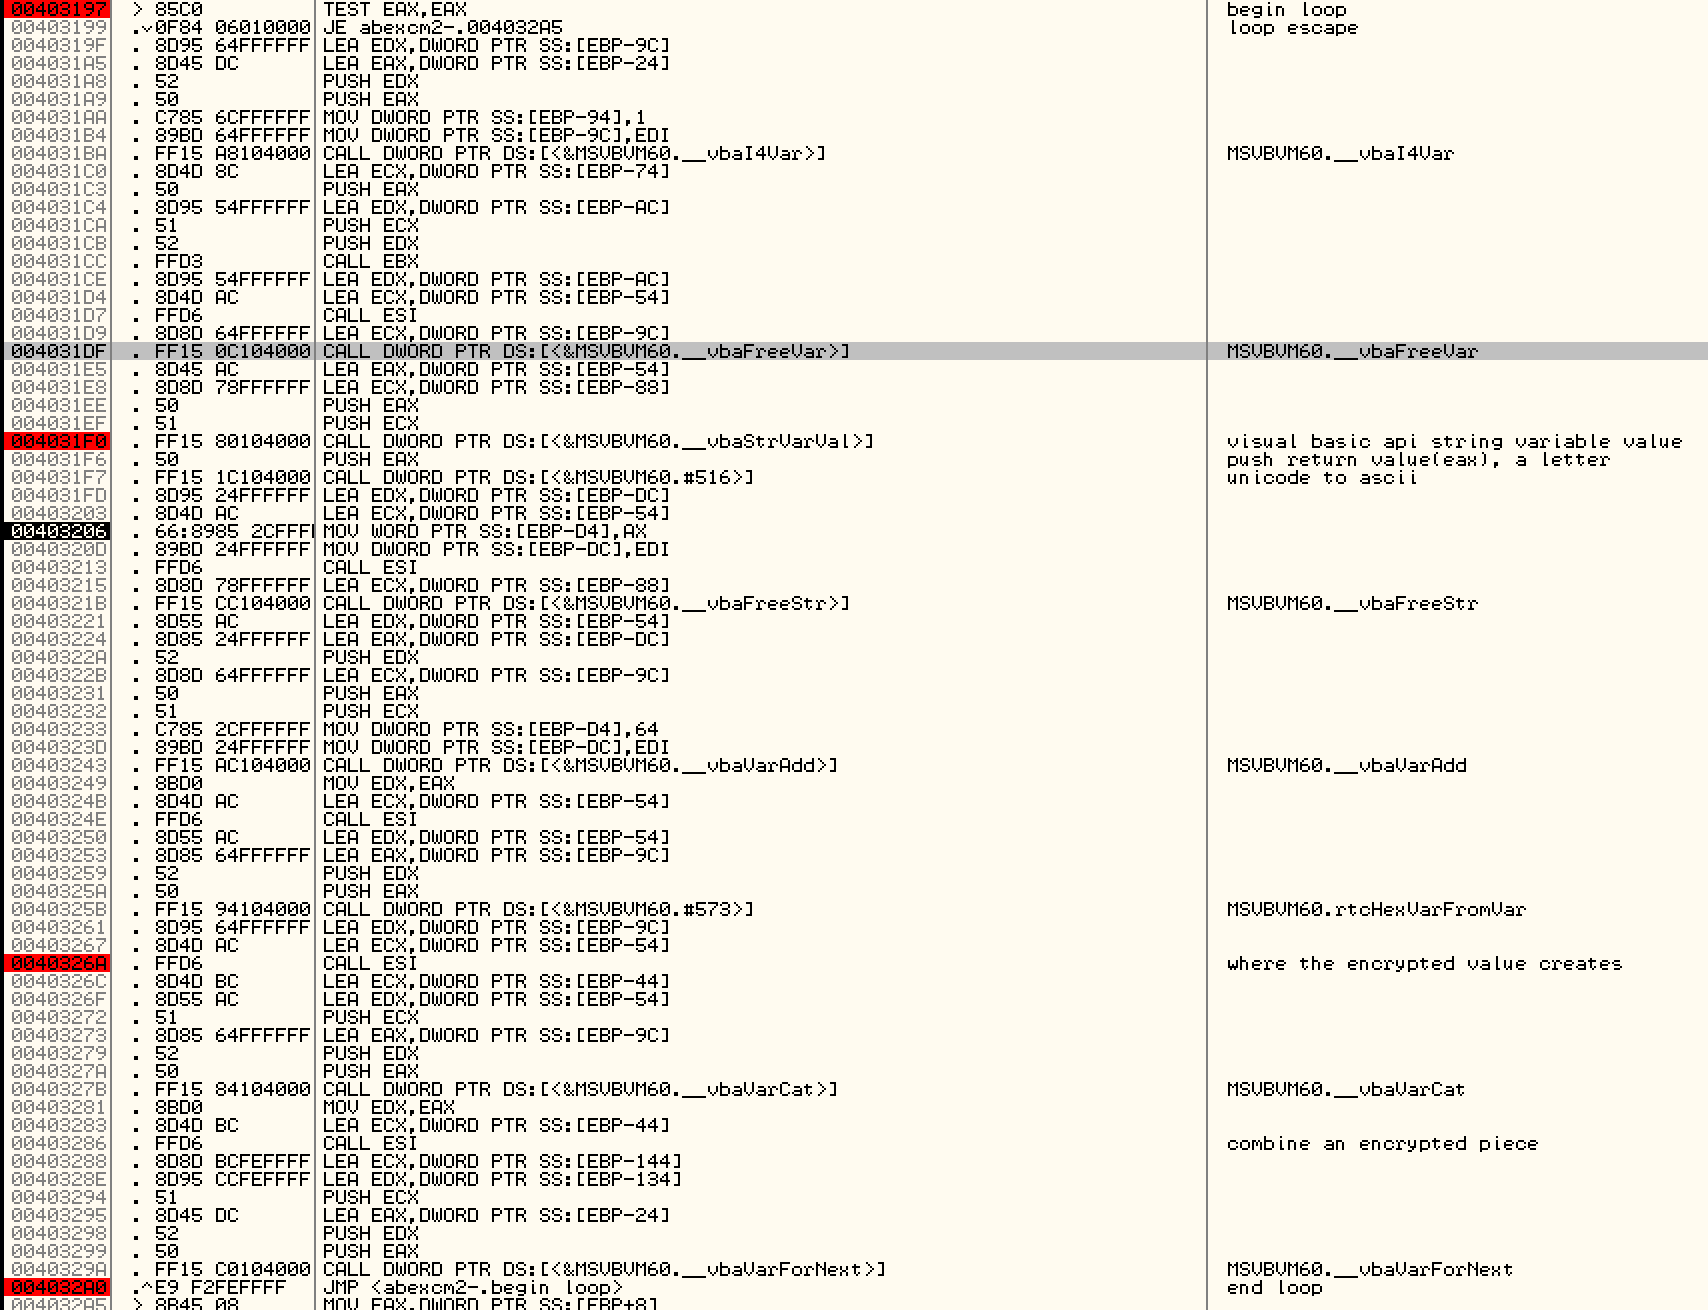 00403197 > 85C0 TEST EAX,EAX begin loop
00403199 .v0F84 06010000 JE abexcm2-.004032A5 loop escape
0040319F . 8D95 64FFFFFF LEA EDX,DWORD PTR SS:[EBP-9C]
004031A5 . 8D45 DC LEA EAX,DWORD PTR SS:[EBP-24]
004031A8 . 52 PUSH EDX
004031A9 . 50 PUSH EAX
004031AA . C785 6CFFFFFF MOV DWORD PTR SS:[EBP-94],1
004031B4 . 89BD 64FFFFFF MOV DWORD PTR SS:[EBP-9C],EDI
004031BA . FF15 A8104000 CALL DWORD PTR DS:[<&MSVBVM60.__vbaI4Var>] MSVBVM60.__vbaI4Var
004031C0 . 8D4D 8C LEA ECX,DWORD PTR SS:[EBP-74]
004031C3 . 50 PUSH EAX
004031C4 . 8D95 54FFFFFF LEA EDX,DWORD PTR SS:[EBP-AC]
004031CA . 51 PUSH ECX
004031CB . 52 PUSH EDX
004031CC . FFD3 CALL EBX
004031CE . 8D95 54FFFFFF LEA EDX,DWORD PTR SS:[EBP-AC]
004031D4 . 8D4D AC LEA ECX,DWORD PTR SS:[EBP-54]
004031D7 . FFD6 CALL ESI
004031D9 . 8D8D 64FFFFFF LEA ECX,DWORD PTR SS:[EBP-9C]
004031DF . FF15 0C104000 CALL DWORD PTR DS:[<&MSVBVM60.__vbaFreeVar>] MSVBVM60.__vbaFreeVar
004031E5 . 8D45 AC LEA EAX,DWORD PTR SS:[EBP-54]
004031E8 . 8D8D 78FFFFFF LEA ECX,DWORD PTR SS:[EBP-88]
004031EE . 50 PUSH EAX
004031EF . 51 PUSH ECX
004031F0 . FF15 80104000 CALL DWORD PTR DS:[<&MSVBVM60.__vbaStrVarVal>] visual basic api string variable value
004031F6 . 50 PUSH EAX push return value(eax), a letter
004031F7 . FF15 1C104000 CALL DWORD PTR DS:[<&MSVBVM60.#516>] unicode to ascii
004031FD . 8D95 24FFFFFF LEA EDX,DWORD PTR SS:[EBP-DC]
00403203 . 8D4D AC LEA ECX,DWORD PTR SS:[EBP-54]
00403206 . 66:8985 2CFFF MOV WORD PTR SS:[EBP-D4],AX
0040320D . 89BD 24FFFFFF MOV DWORD PTR SS:[EBP-DC],EDI
00403213 . FFD6 CALL ESI
00403215 . 8D8D 78FFFFFF LEA ECX,DWORD PTR SS:[EBP-88]
0040321B . FF15 CC104000 CALL DWORD PTR DS:[<&MSVBVM60.__vbaFreeStr>] MSVBVM60.__vbaFreeStr
00403221 . 8D55 AC LEA EDX,DWORD PTR SS:[EBP-54]
00403224 . 8D85 24FFFFFF LEA EAX,DWORD PTR SS:[EBP-DC]
0040322A . 52 PUSH EDX
0040322B . 8D8D 64FFFFFF LEA ECX,DWORD PTR SS:[EBP-9C]
00403231 . 50 PUSH EAX
00403232 . 51 PUSH ECX
00403233 . C785 2CFFFFFF MOV DWORD PTR SS:[EBP-D4],64
0040323D . 89BD 24FFFFFF MOV DWORD PTR SS:[EBP-DC],EDI
00403243 . FF15 AC104000 CALL DWORD PTR DS:[<&MSVBVM60.__vbaVarAdd>] MSVBVM60.__vbaVarAdd
00403249 . 8BD0 MOV EDX,EAX
0040324B . 8D4D AC LEA ECX,DWORD PTR SS:[EBP-54]
0040324E . FFD6 CALL ESI
00403250 . 8D55 AC LEA EDX,DWORD PTR SS:[EBP-54]
00403253 . 8D85 64FFFFFF LEA EAX,DWORD PTR SS:[EBP-9C]
00403259 . 52 PUSH EDX
0040325A . 50 PUSH EAX
0040325B . FF15 94104000 CALL DWORD PTR DS:[<&MSVBVM60.#573>] MSVBVM60.rtcHexVarFromVar
00403261 . 8D95 64FFFFFF LEA EDX,DWORD PTR SS:[EBP-9C]
00403267 . 8D4D AC LEA ECX,DWORD PTR SS:[EBP-54]
0040326A . FFD6 CALL ESI where the encrypted value creates
0040326C . 8D4D BC LEA ECX,DWORD PTR SS:[EBP-44]
0040326F . 8D55 AC LEA EDX,DWORD PTR SS:[EBP-54]
00403272 . 51 PUSH ECX
00403273 . 8D85 64FFFFFF LEA EAX,DWORD PTR SS:[EBP-9C]
00403279 . 52 PUSH EDX
0040327A . 50 PUSH EAX
0040327B . FF15 84104000 CALL DWORD PTR DS:[<&MSVBVM60.__vbaVarCat>] MSVBVM60.__vbaVarCat
00403281 . 8BD0 MOV EDX,EAX
00403283 . 8D4D BC LEA ECX,DWORD PTR SS:[EBP-44]
00403286 . FFD6 CALL ESI combine an encrypted piece
00403288 . 8D8D BCFEFFFF LEA ECX,DWORD PTR SS:[EBP-144]
0040328E . 8D95 CCFEFFFF LEA EDX,DWORD PTR SS:[EBP-134]
00403294 . 51 PUSH ECX
00403295 . 8D45 DC LEA EAX,DWORD PTR SS:[EBP-24]
00403298 . 52 PUSH EDX
00403299 . 50 PUSH EAX
0040329A . FF15 C0104000 CALL DWORD PTR DS:[<&MSVBVM60.__vbaVarForNext>] MSVBVM60.__vbaVarForNext
004032A0 .^E9 F2FEFFFF JMP <abexcm2-.begin loop> end loop
004032A5 > 8B45 08 MOV EAX,DWORD PTR SS:[EBP+8]